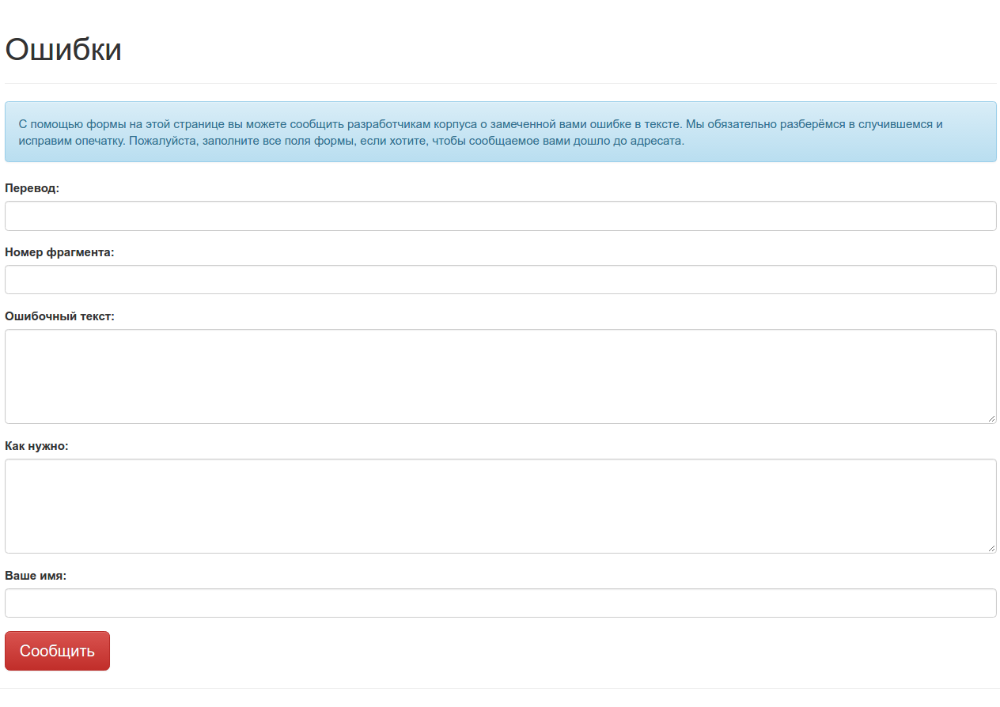 Ошибки
С помощью формы на этой странице вы можете сообщить разработчикам корпуса о замеченной вами ошибке в тексте. Мы обязательно разберёмся в случившемся и
исправим опечатку. Пожалуйста, заполните все поля формы, если хотите, чтобы сообщаемое вами дошло до адресата.
Перевод:
Номер фрагмента:
Ошибочный текст:
Как нужно:
Ваше имя:
Сообщить